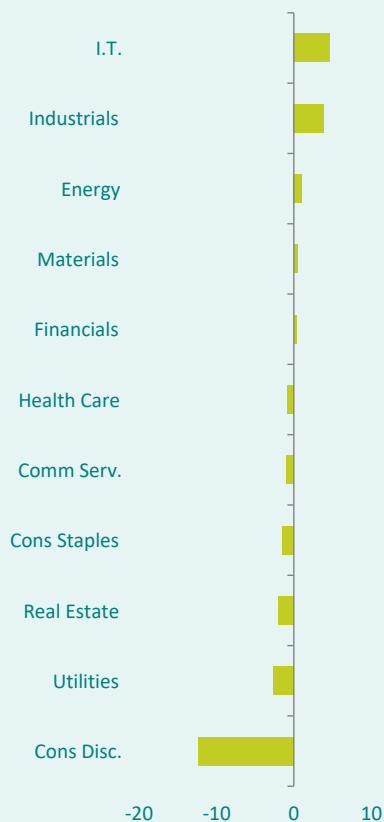 I.T.
Industrials
Energy
Materials
Financials
Health Care
Comm Serv.
Cons Staples
Real Estate
Utilities
Cons Disc.
-20 -10 0 10